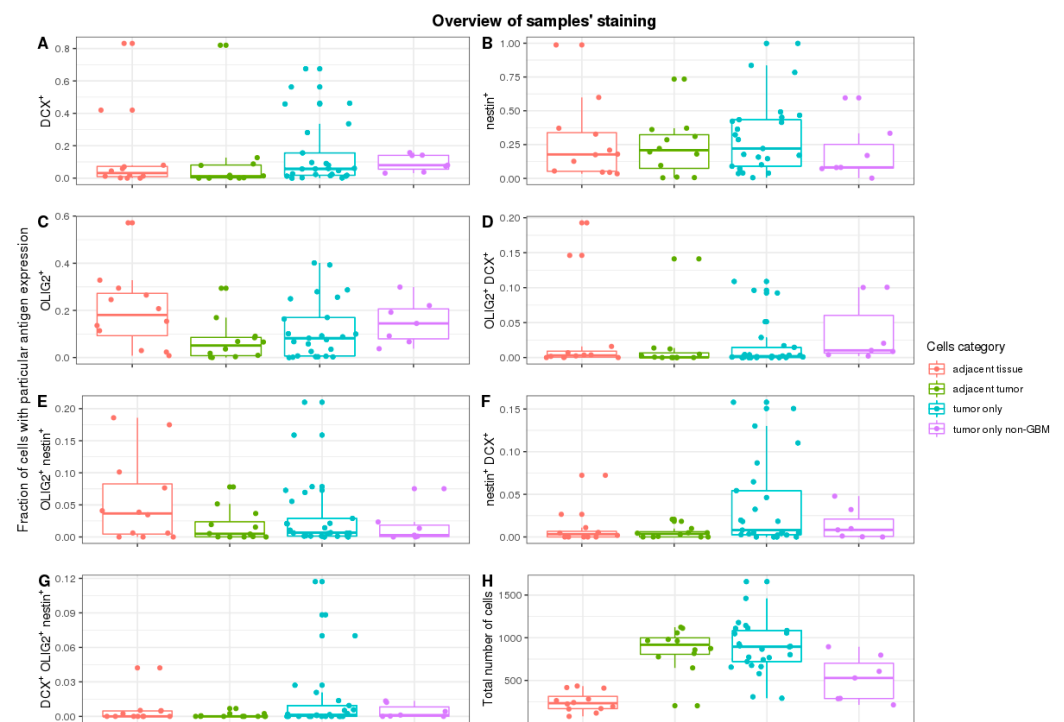 Overview of samples' staining
A
B
DCX⁺
0.8
0.6
0.4
0.2
0.0
nestin⁺
1.00
0.75
0.50
0.25
0.00
C
D
OLIG2⁺
0.6
0.4
0.2
0.0
OLIG2⁺ DCX⁺
0.20
0.15
0.10
0.05
0.00
Fraction of cells with particular antigen expression
E
F
OLIG2⁺ nestin⁺
0.20
0.15
0.10
0.05
0.00
nestin⁺ DCX⁺
0.15
0.10
0.05
0.00
G
H
DCX⁺ OLIG2⁺ nestin⁺
0.12
0.09
0.06
0.03
0.00
Total number of cells
1500
1000
500
Cells category
adjacent tissue
adjacent tumor
tumor only
tumor only non-GBM